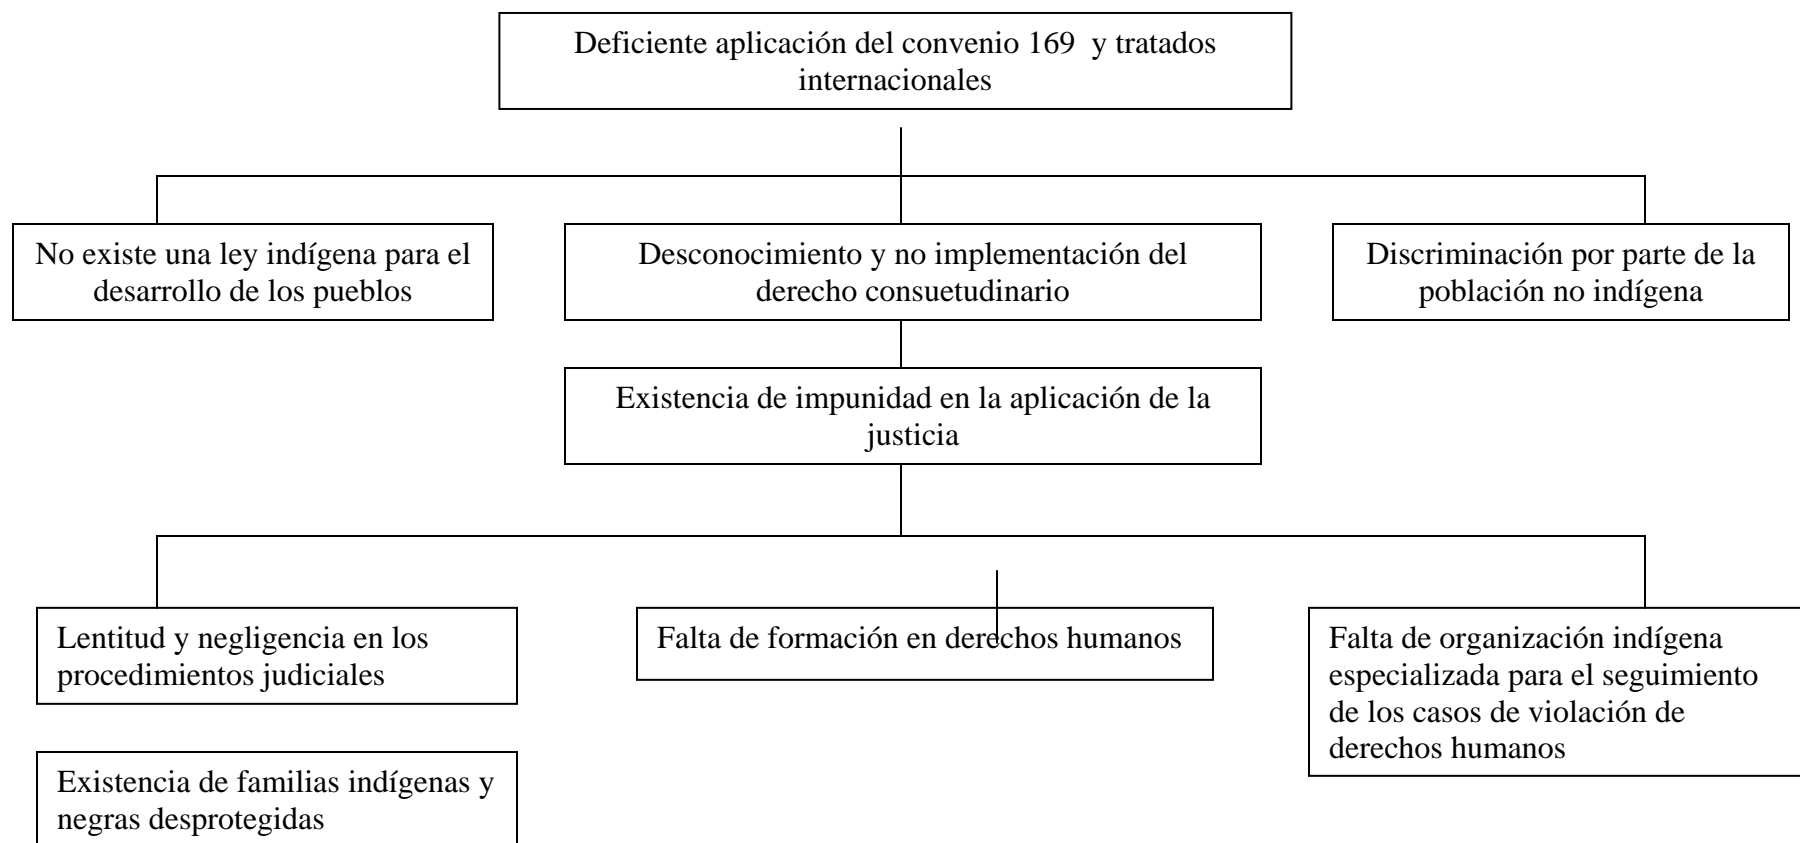 Deficiente aplicación del convenio 169  y tratados
internacionales
No existe una ley indígena para el
desarrollo de los pueblos
Desconocimiento y no implementación del
derecho consuetudinario
Discriminación por parte de la
población no indígena
Existencia de impunidad en la aplicación de la
justicia
Lentitud y negligencia en los
procedimientos judiciales
Falta de formación en derechos humanos
Falta de organización indígena
especializada para el seguimiento
de los casos de violación de
derechos humanos
Existencia de familias indígenas y
negras desprotegidas